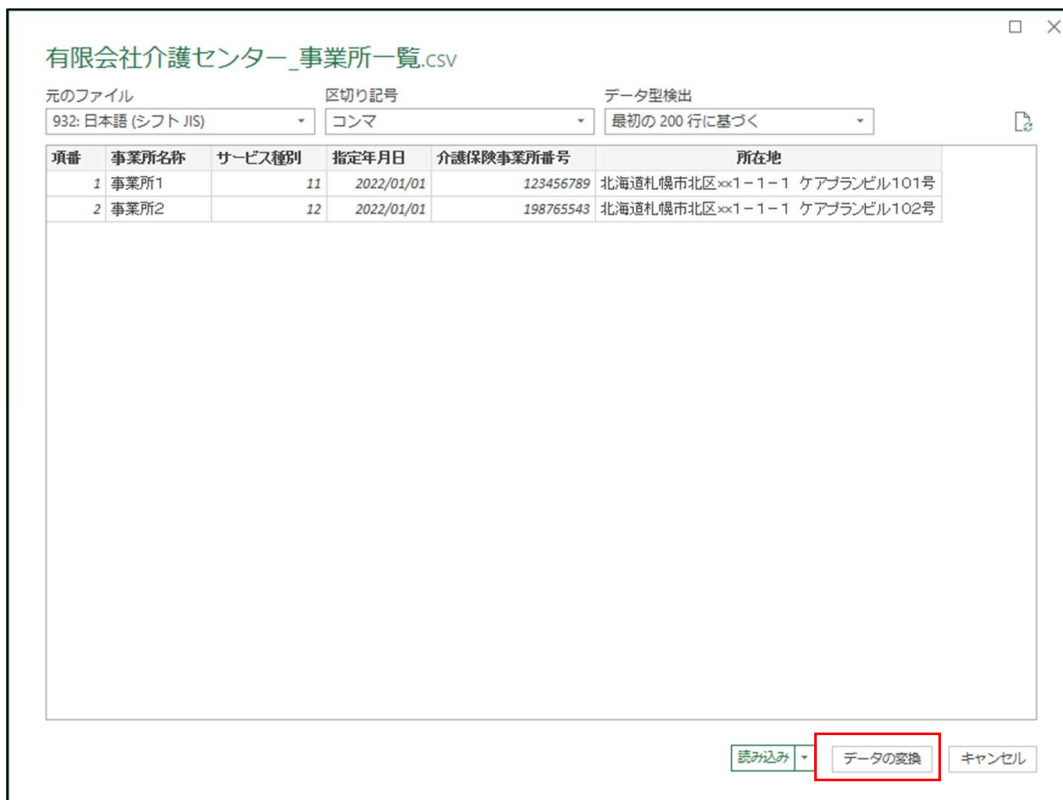 有限会社介護センター_事業所一覧.csv
元のファイル 区切り記号 データ型検出
932: 日本語 (シフト JIS) コンマ 最初の 200 行に基づく
項番 事業所名称 サービス種別 指定年月日 介護保険事業所番号 所在地
1 事業所1 11 2022/01/01 123456789 北海道札幌市北区××1－1－1 ケアプランビル101号
2 事業所2 12 2022/01/01 198765543 北海道札幌市北区××1－1－1 ケアプランビル102号
読み込み データの変換 キャンセル